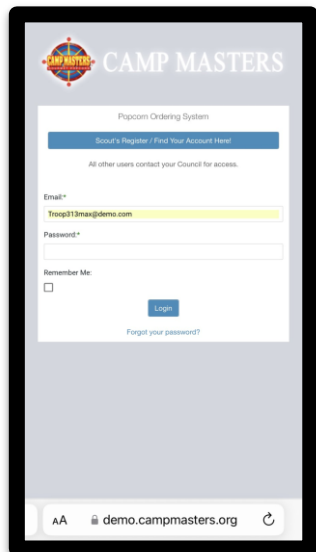 CAMP MASTERS CAMP MASTERS
Popcorn Ordering System
Scout's Register / Find Your Account Here!
All other users contact your Council for access.
Email:*
Troop313max@demo.com
Password:*
Remember Me:
Login
Forgot your password?
AA demo.campmasters.org